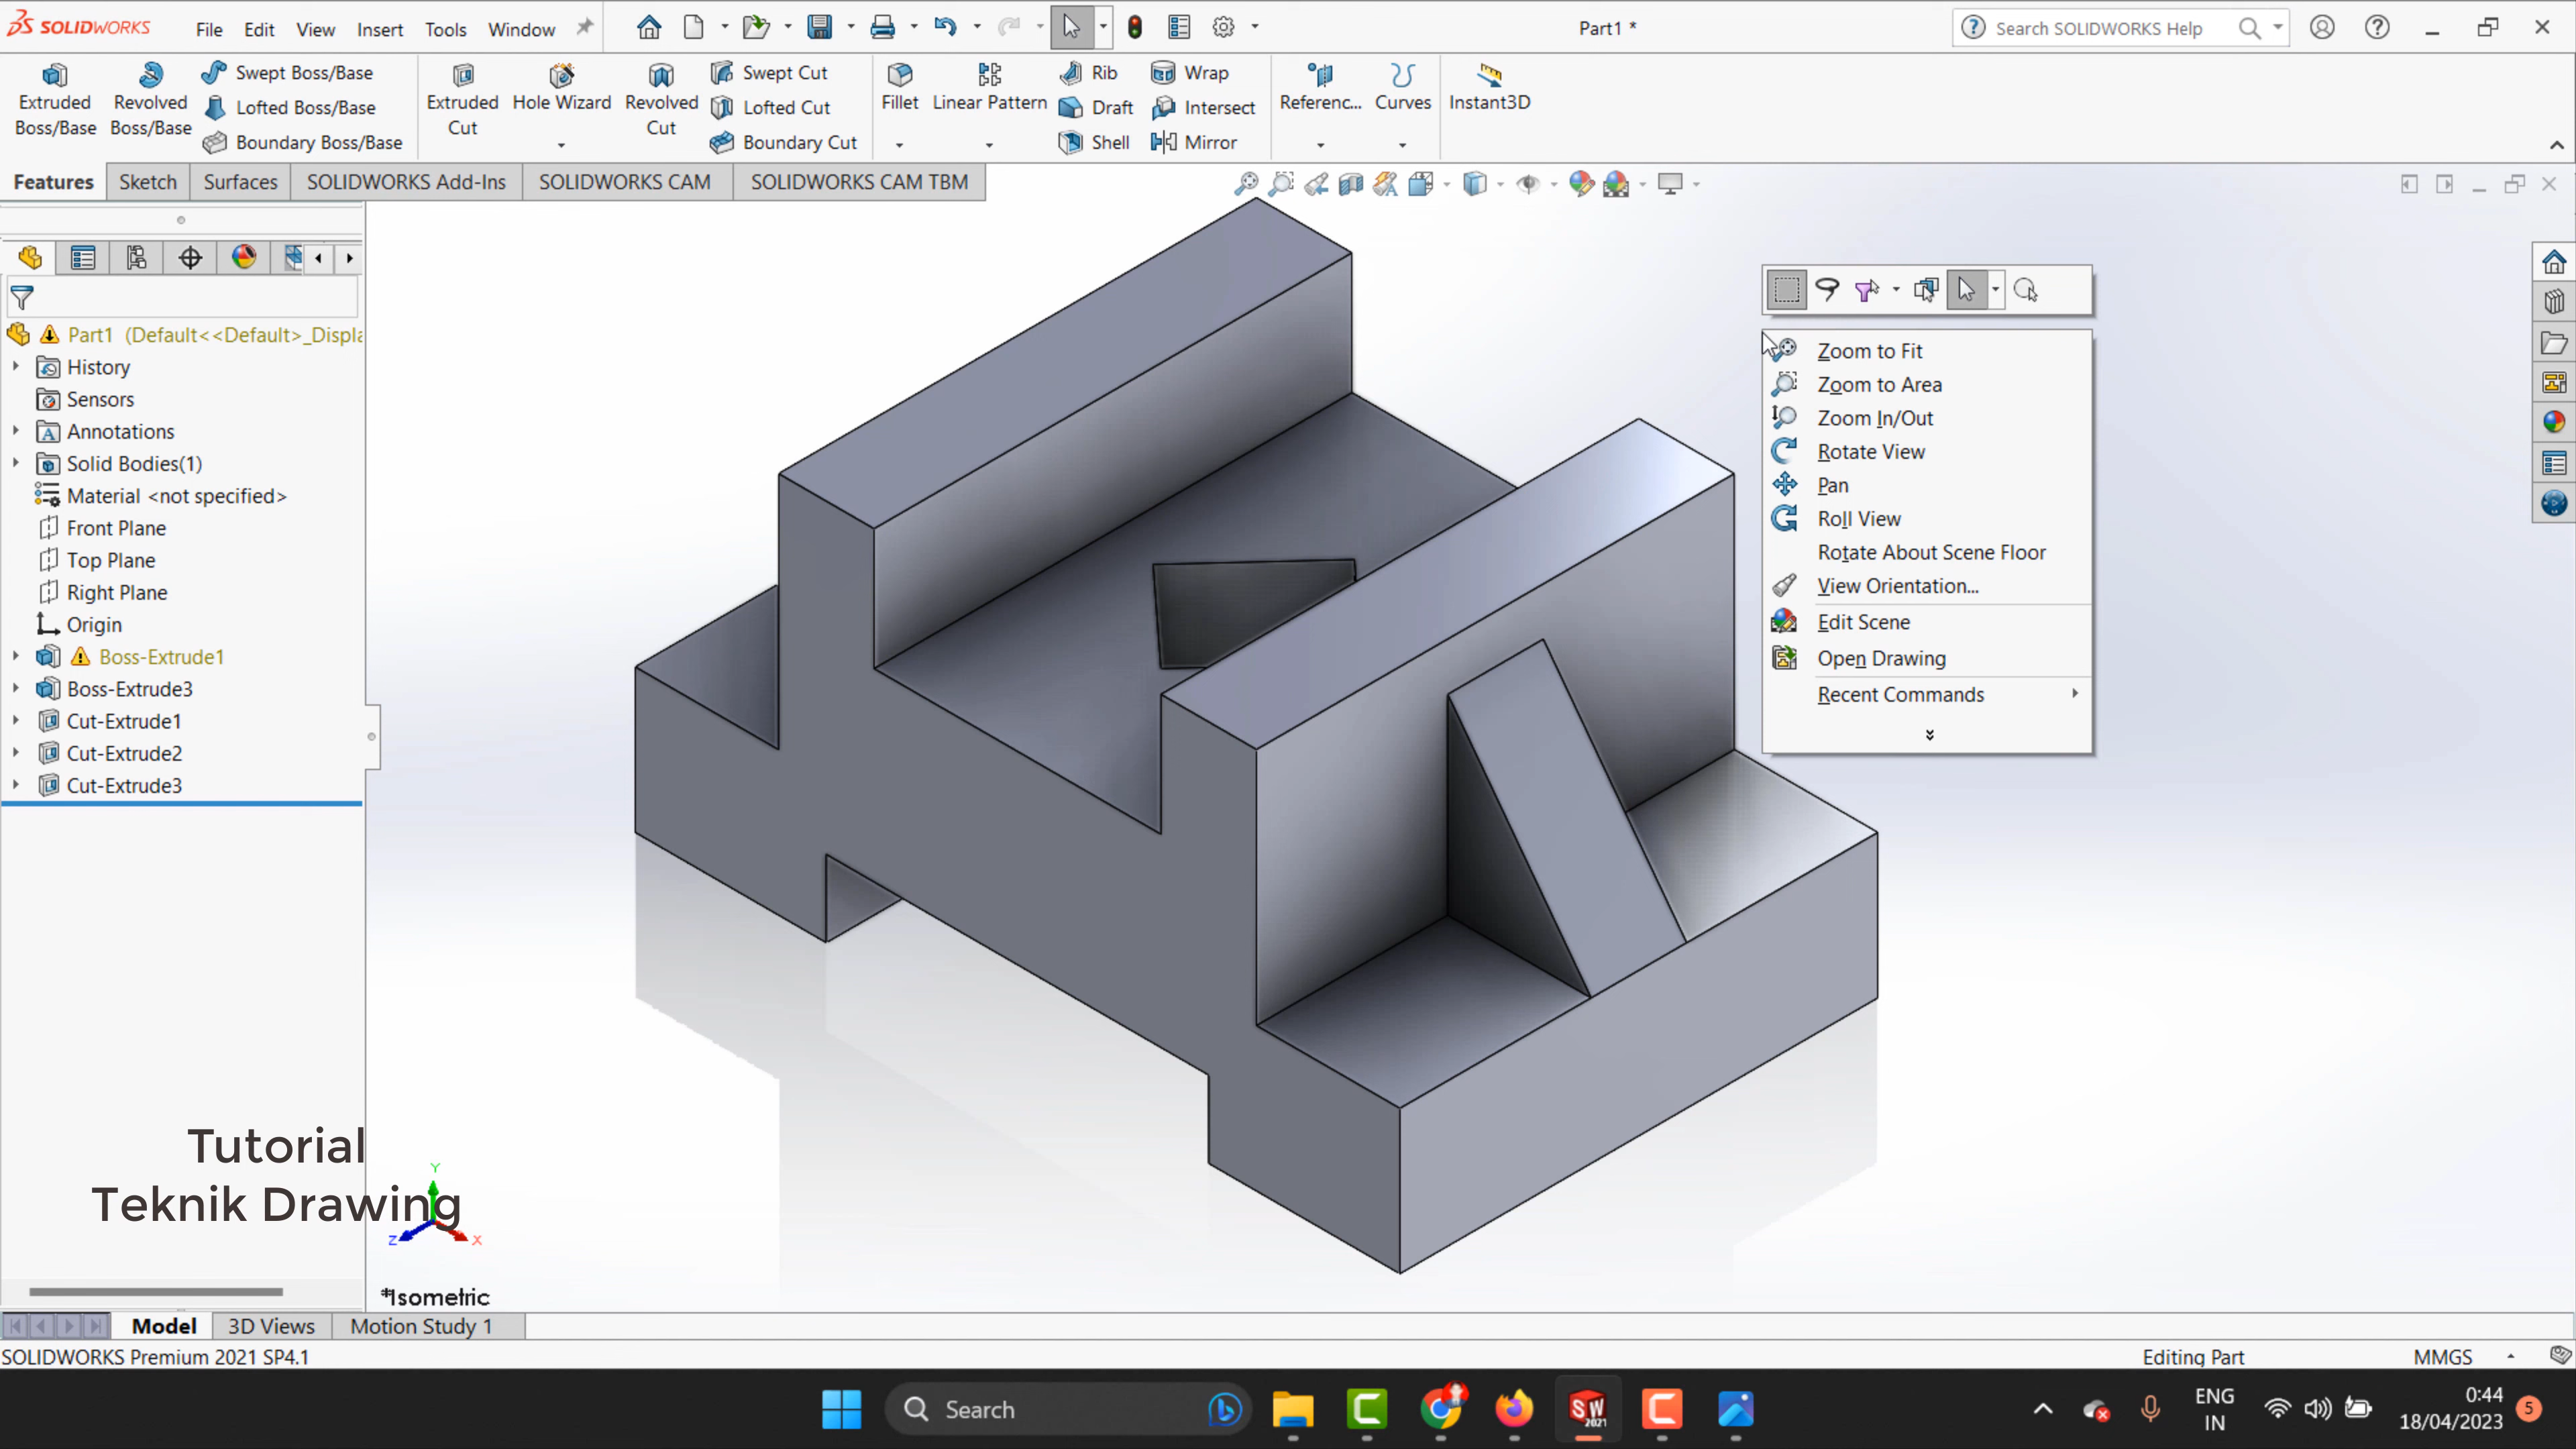 SOLIDWORKS File Edit View Insert Tools Window Part1 * Search SOLIDWORKS Help
Extruded Boss/Base
Revolved Boss/Base
Swept Boss/Base
Lofted Boss/Base
Boundary Boss/Base
Extruded Cut
Hole Wizard
Revolved Cut
Swept Cut
Lofted Cut
Boundary Cut
Fillet
Linear Pattern
Rib
Draft
Shell
Wrap
Intersect
Mirror
Referenc...
Curves
Instant3D
Features Sketch Surfaces SOLIDWORKS Add-Ins SOLIDWORKS CAM SOLIDWORKS CAM TBM
Part1 (Default<<Default>_Displa
History
Sensors
Annotations
Solid Bodies(1)
Material <not specified>
Front Plane
Top Plane
Right Plane
Origin
Boss-Extrude1
Boss-Extrude3
Cut-Extrude1
Cut-Extrude2
Cut-Extrude3
Zoom to Fit
Zoom to Area
Zoom In/Out
Rotate View
Pan
Roll View
Rotate About Scene Floor
View Orientation...
Edit Scene
Open Drawing
Recent Commands
Tutorial
Teknik Drawing
Y
Z X
*Isometric
Model 3D Views Motion Study 1
SOLIDWORKS Premium 2021 SP4.1 Editing Part MMGS
Search
SW 2021
ENG
IN
0:44
18/04/2023
5